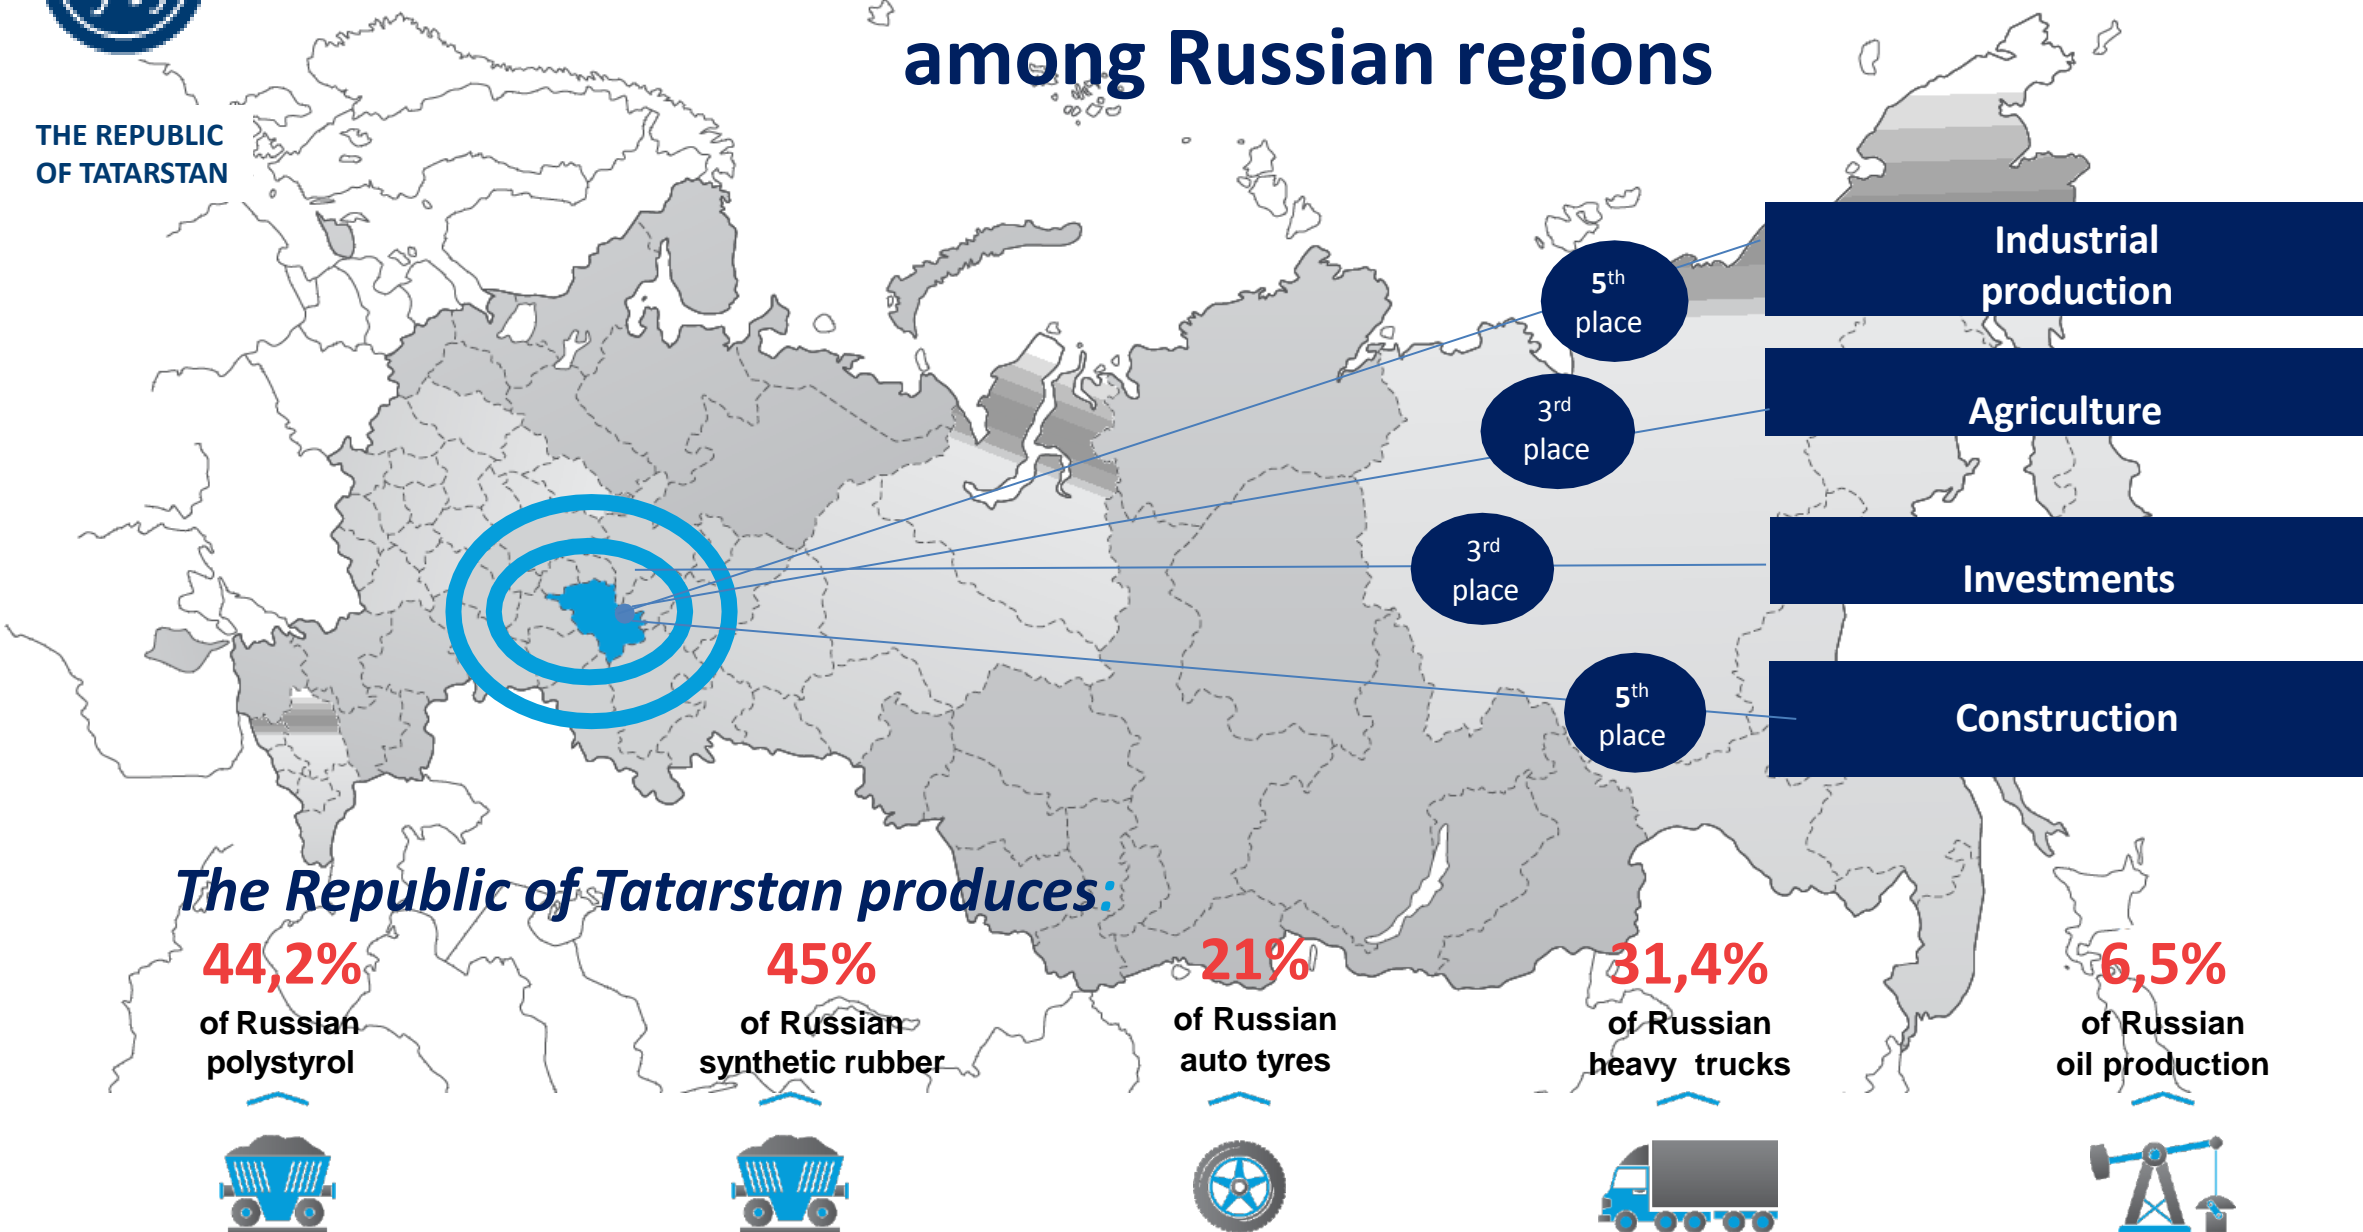 among Russian regions
THE REPUBLIC
OF TATARSTAN
5th
place
Industrial
production
3rd
place
Agriculture
3rd
place
Investments
5th
place
Construction
The Republic of Tatarstan produces:
44,2%
of Russian
polystyrol
45%
of Russian
synthetic rubber
21%
of Russian
auto tyres
31,4%
of Russian
heavy trucks
6,5%
of Russian
oil production